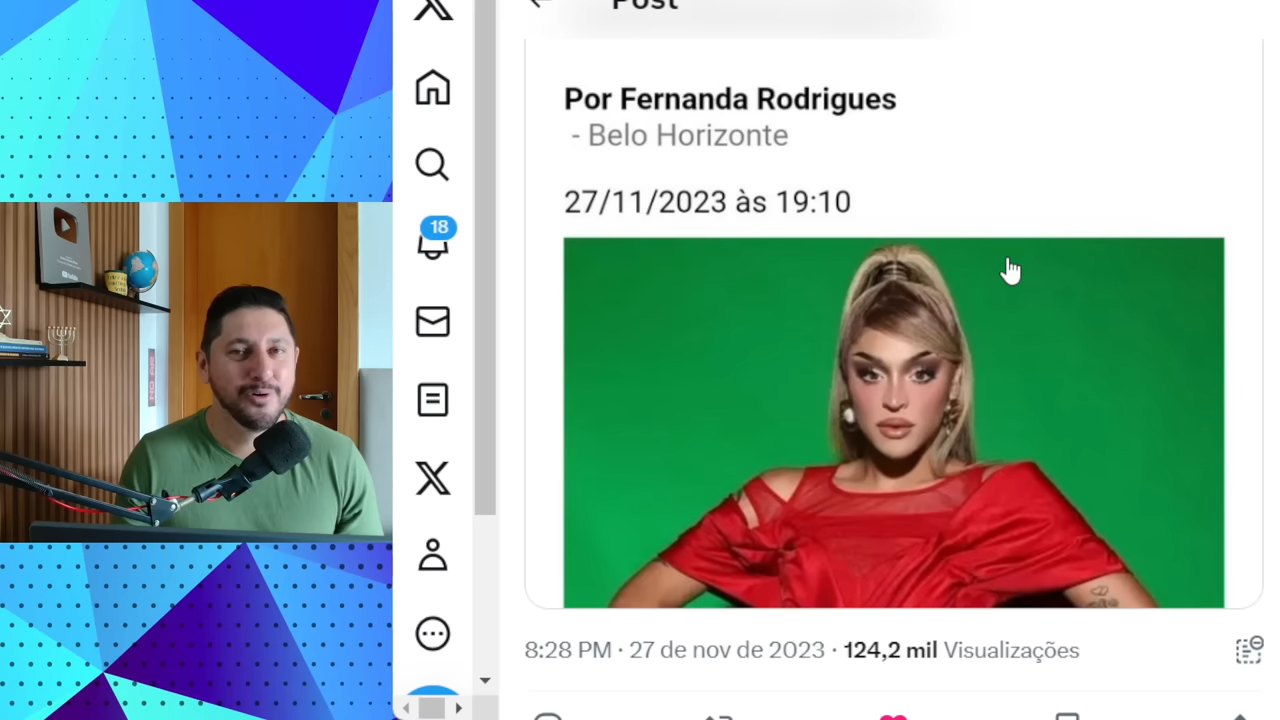 Post
Por Fernanda Rodrigues
- Belo Horizonte
27/11/2023 às 19:10
18
8:28 PM · 27 de nov de 2023 · 124,2 mil Visualizações